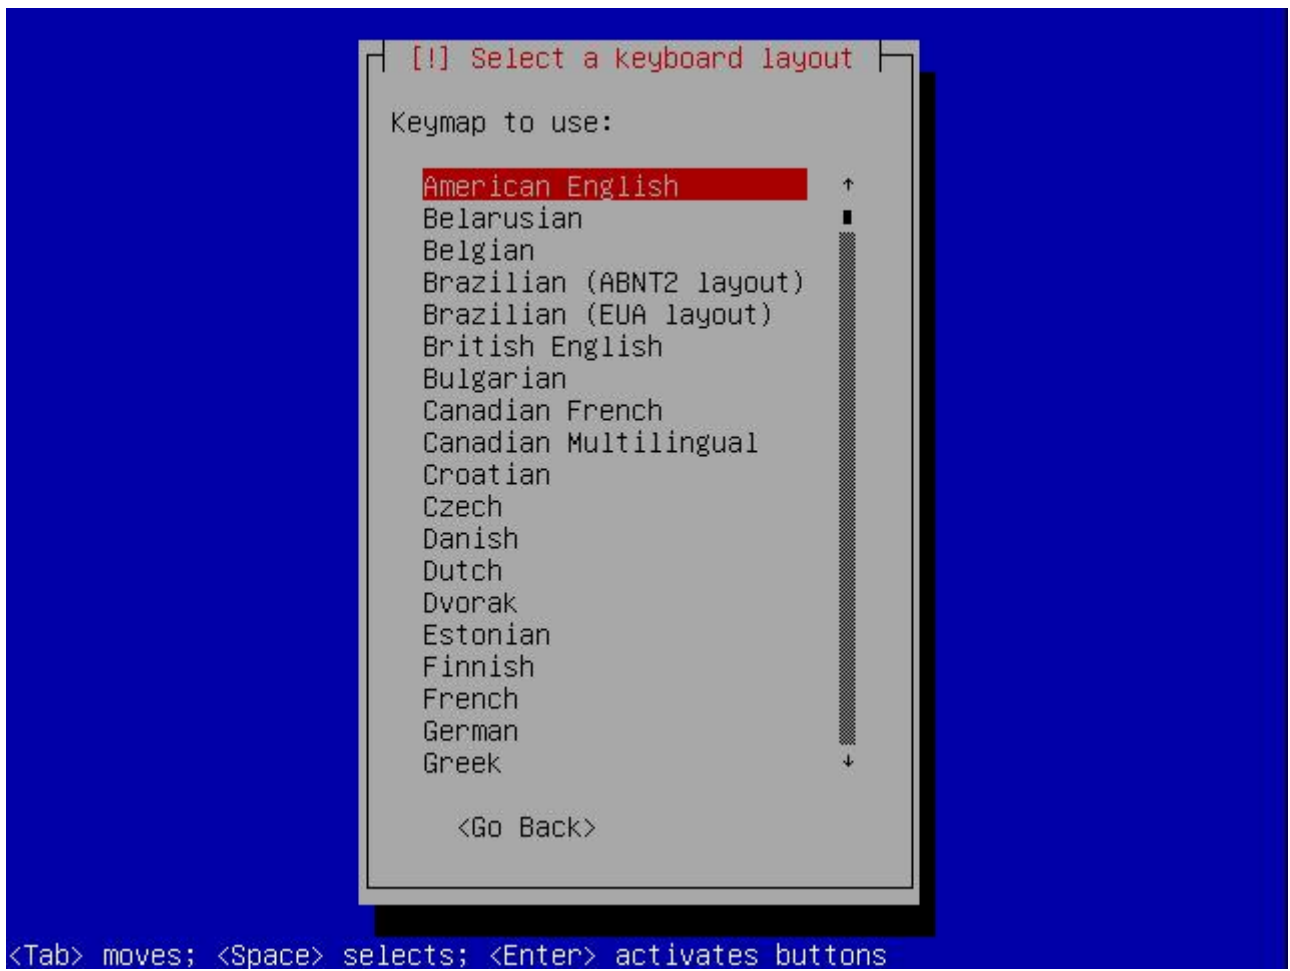 [!] Select a keyboard layout
Keymap to use:
American English
Belarusian
Belgian
Brazilian (ABNT2 layout)
Brazilian (EUA layout)
British English
Bulgarian
Canadian French
Canadian Multilingual
Croatian
Czech
Danish
Dutch
Dvorak
Estonian
Finnish
French
German
Greek
<Go Back>
<Tab> moves; <Space> selects; <Enter> activates buttons